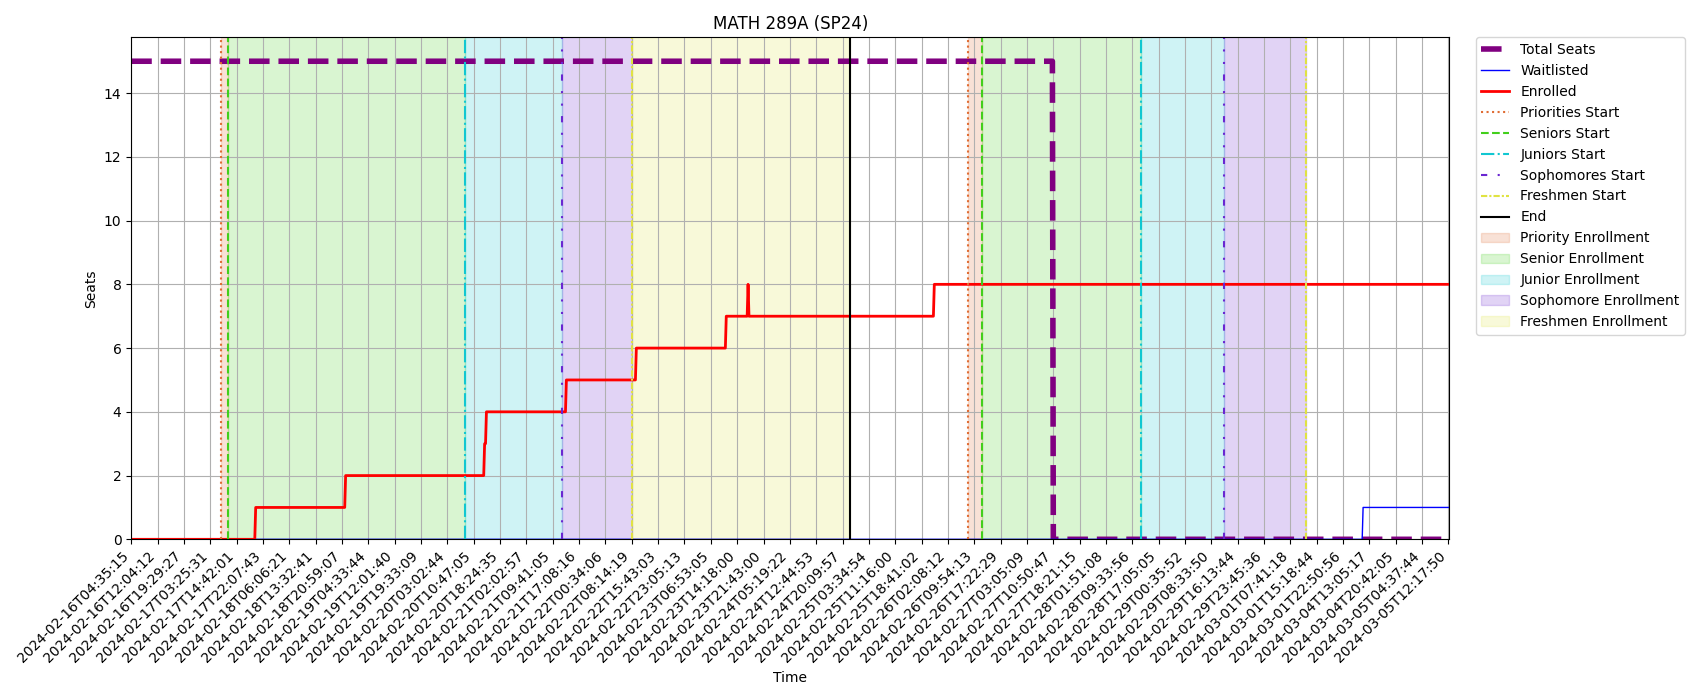 MATH 289A (SP24)
Seats
14
12
10
8
6
4
2
0
2024-02-16T04:35:15
2024-02-16T12:04:12
2024-02-16T19:29:27
2024-02-17T03:25:31
2024-02-17T14:42:01
2024-02-17T22:07:43
2024-02-18T06:06:21
2024-02-18T13:32:41
2024-02-18T20:59:07
2024-02-19T04:33:44
2024-02-19T12:01:40
2024-02-19T19:33:09
2024-02-20T03:02:44
2024-02-20T10:47:05
2024-02-20T18:24:35
2024-02-21T02:02:57
2024-02-21T09:41:05
2024-02-21T17:08:16
2024-02-22T00:34:06
2024-02-22T08:14:19
2024-02-22T15:43:03
2024-02-22T23:05:13
2024-02-23T06:53:05
2024-02-23T14:18:00
2024-02-23T21:43:00
2024-02-24T05:19:22
2024-02-24T12:44:53
2024-02-24T20:09:57
2024-02-25T03:34:54
2024-02-25T11:16:00
2024-02-25T18:41:02
2024-02-26T02:08:12
2024-02-26T09:54:13
2024-02-26T17:22:29
2024-02-27T03:05:09
2024-02-27T10:50:47
2024-02-27T18:21:15
2024-02-28T01:51:08
2024-02-28T09:33:56
2024-02-28T17:05:05
2024-02-29T00:35:52
2024-02-29T08:33:50
2024-02-29T16:13:44
2024-02-29T23:45:36
2024-03-01T07:41:18
2024-03-01T15:18:44
2024-03-01T22:50:56
2024-03-04T13:05:17
2024-03-04T20:42:05
2024-03-05T04:37:44
2024-03-05T12:17:50
Time
Total Seats
Waitlisted
Enrolled
Priorities Start
Seniors Start
Juniors Start
Sophomores Start
Freshmen Start
End
Priority Enrollment
Senior Enrollment
Junior Enrollment
Sophomore Enrollment
Freshmen Enrollment